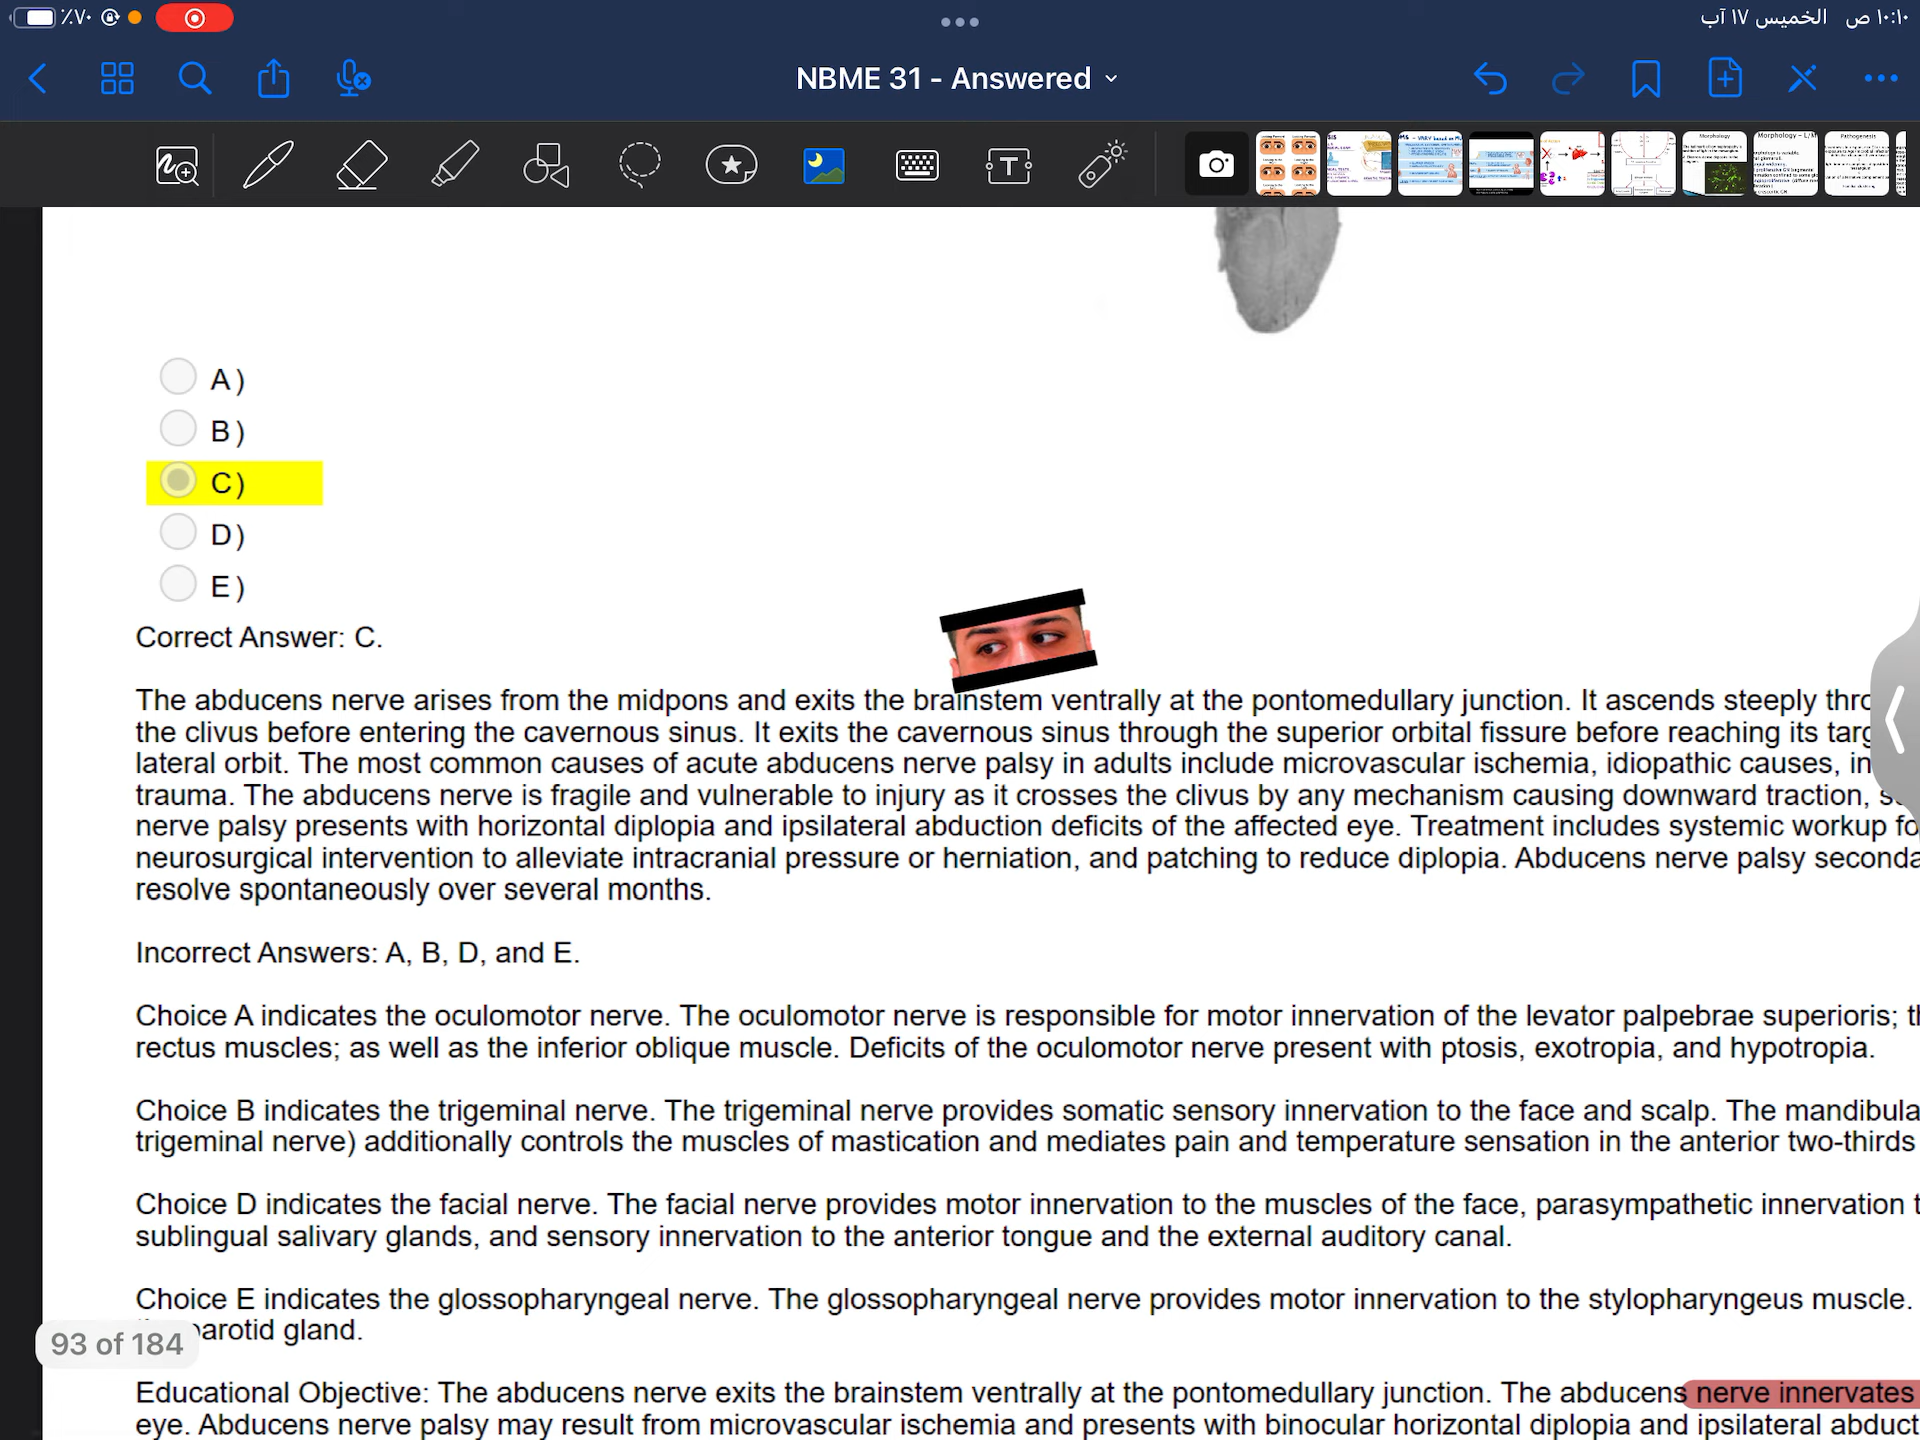 ٪٧٠
الخميس ١٧ آب ١٠:١٠ ص
NBME 31 - Answered
A)
B)
C)
D)
E)
Correct Answer: C.
The abducens nerve arises from the midpons and exits the brainstem ventrally at the pontomedullary junction. It ascends steeply thro
the clivus before entering the cavernous sinus. It exits the cavernous sinus through the superior orbital fissure before reaching its targ
lateral orbit. The most common causes of acute abducens nerve palsy in adults include microvascular ischemia, idiopathic causes, in
trauma. The abducens nerve is fragile and vulnerable to injury as it crosses the clivus by any mechanism causing downward traction,
nerve palsy presents with horizontal diplopia and ipsilateral abduction deficits of the affected eye. Treatment includes systemic workup fo
neurosurgical intervention to alleviate intracranial pressure or herniation, and patching to reduce diplopia. Abducens nerve palsy seconda
resolve spontaneously over several months.
Incorrect Answers: A, B, D, and E.
Choice A indicates the oculomotor nerve. The oculomotor nerve is responsible for motor innervation of the levator palpebrae superioris; th
rectus muscles; as well as the inferior oblique muscle. Deficits of the oculomotor nerve present with ptosis, exotropia, and hypotropia.
Choice B indicates the trigeminal nerve. The trigeminal nerve provides somatic sensory innervation to the face and scalp. The mandibula
trigeminal nerve) additionally controls the muscles of mastication and mediates pain and temperature sensation in the anterior two-thirds
Choice D indicates the facial nerve. The facial nerve provides motor innervation to the muscles of the face, parasympathetic innervation t
sublingual salivary glands, and sensory innervation to the anterior tongue and the external auditory canal.
Choice E indicates the glossopharyngeal nerve. The glossopharyngeal nerve provides motor innervation to the stylopharyngeus muscle.
parotid gland.
93 of 184
Educational Objective: The abducens nerve exits the brainstem ventrally at the pontomedullary junction. The abducens nerve innervates
eye. Abducens nerve palsy may result from microvascular ischemia and presents with binocular horizontal diplopia and ipsilateral abduct